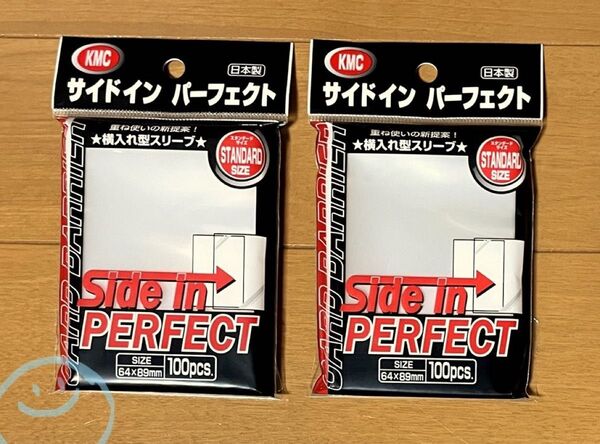 KMC
日本製
サイドイン パーフェクト
重ね使いの新提案！
★横入れ型スリーブ★
スタンダード
サイズ
STANDARD
SIZE
CARD BARRIER
Side in
PERFECT
SIZE
64×89mm
100pcs.
KMC
日本製
サイドイン パーフェクト
重ね使いの新提案！
★横入れ型スリーブ★
スタンダード
サイズ
STANDARD
SIZE
CARD BARRIER
Side in
PERFECT
SIZE
64×89mm
100pcs.